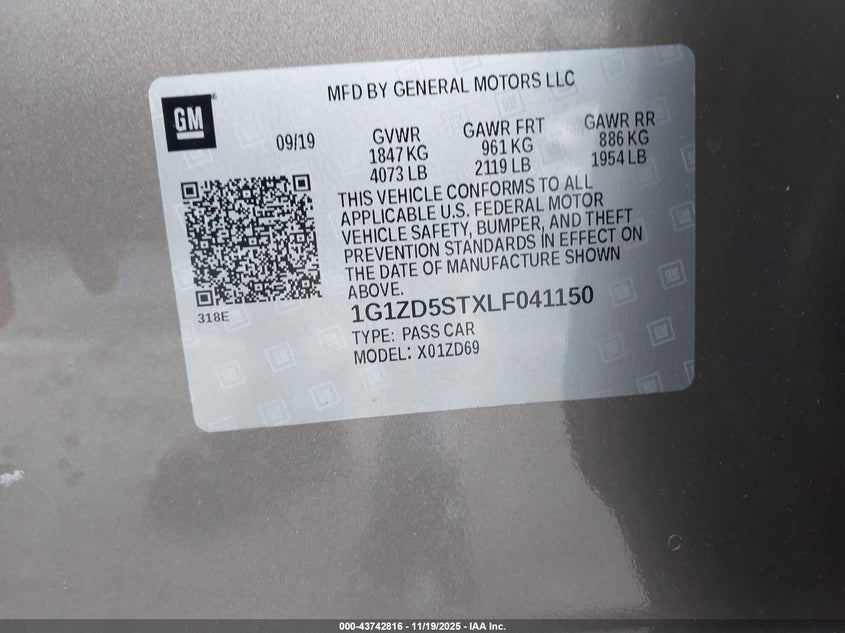 MFD BY GENERAL MOTORS LLC
GM
09/19
GVWR
1847 KG
4073 LB
GAWR FRT
961 KG
2119 LB
GAWR RR
886 KG
1954 LB
THIS VEHICLE CONFORMS TO ALL
APPLICABLE U.S. FEDERAL MOTOR
VEHICLE SAFETY, BUMPER, AND THEFT
PREVENTION STANDARDS IN EFFECT ON
THE DATE OF MANUFACTURE SHOWN
ABOVE.
318E
1G1ZD5STXLF041150
TYPE: PASS CAR
MODEL: X01ZD69
000-43742816 - 11/19/2025 - IAA Inc.